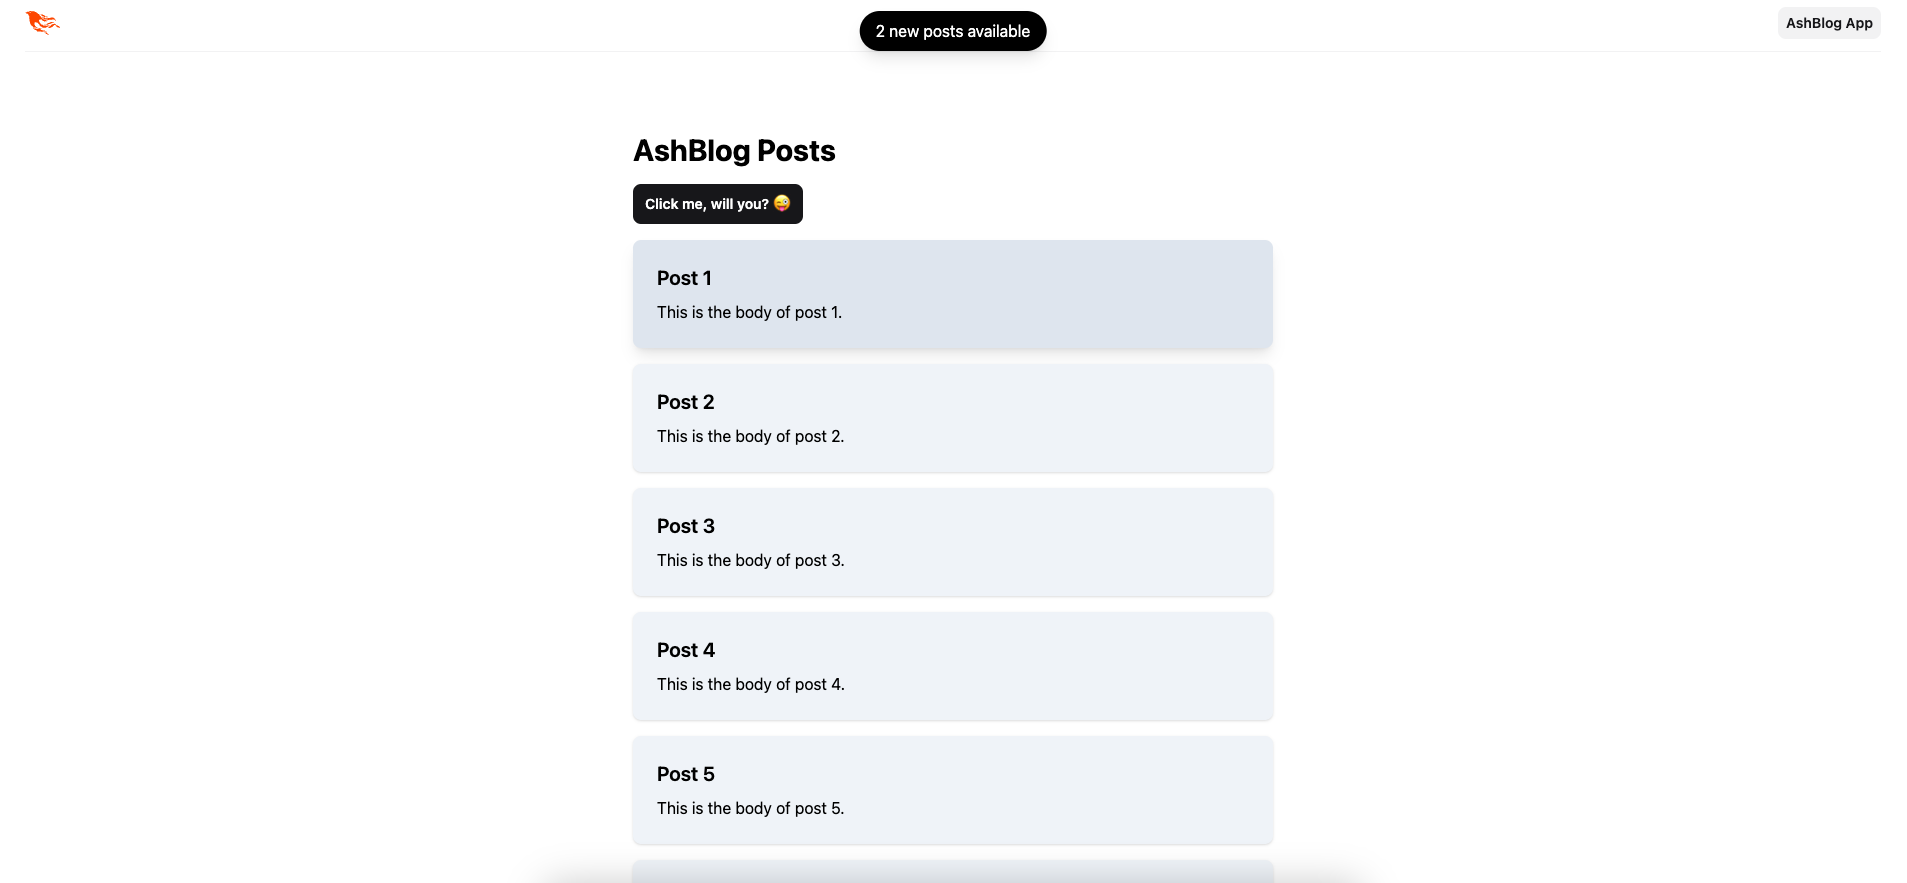 2 new posts available
AshBlog App
AshBlog Posts
Click me, will you? 😜
Post 1
This is the body of post 1.
Post 2
This is the body of post 2.
Post 3
This is the body of post 3.
Post 4
This is the body of post 4.
Post 5
This is the body of post 5.